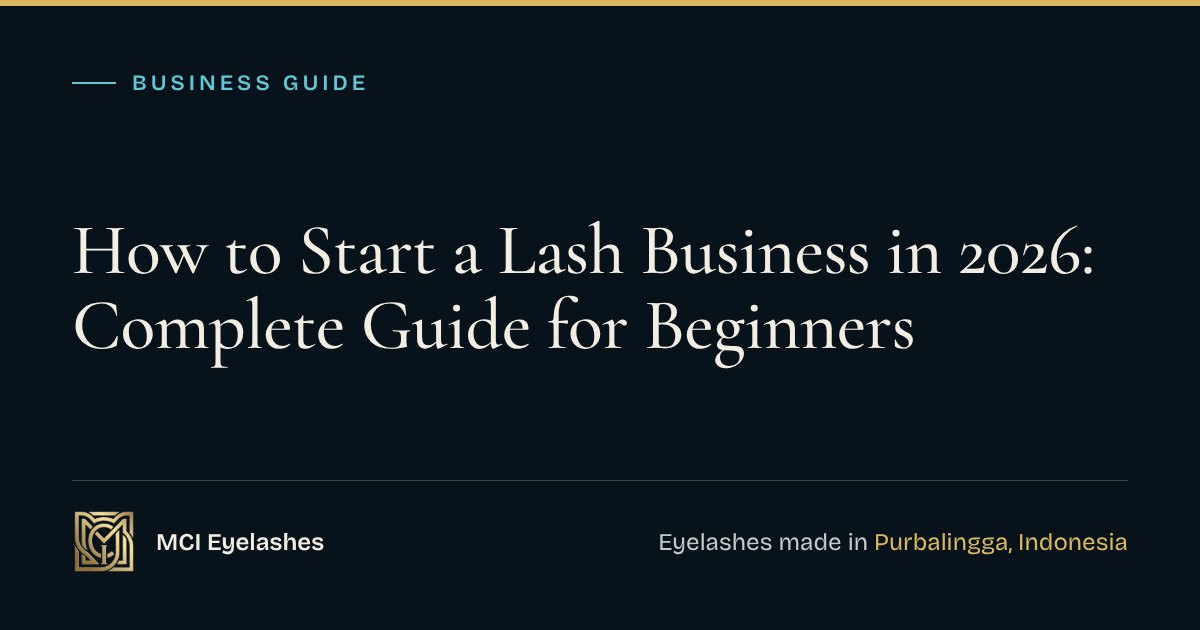 BUSINESS GUIDE
How to Start a Lash Business in 2026:
Complete Guide for Beginners
MCI Eyelashes
Eyelashes made in Purbalingga, Indonesia